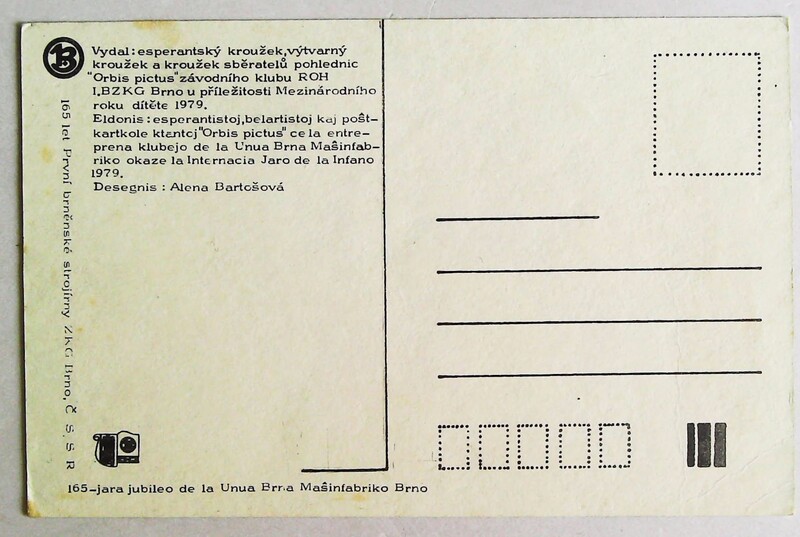 B
Vydal:esperantský kroužek,výtvarný
kroužek a kroužek sběratelů pohlednic
"Orbis pictus"závodního klubu ROH
I.BZKG Brno u příležitosti Mezinárodního
roku dítěte 1979.
Eldonis:esperantistoj,belartistoj kaj poŝt-
kartkole ktantoj"Orbis pictus" ce la entre-
prena klubejo de la Unua Brna Maŝinfab-
riko okaze la Internacia Jaro de la Infano
1979.
Desegnis : Alena Bartošová
165 let První brněnské strojírny ZKG Brno, Č S S R
165-jara jubileo de la Unua Brna Maŝinfabriko Brno